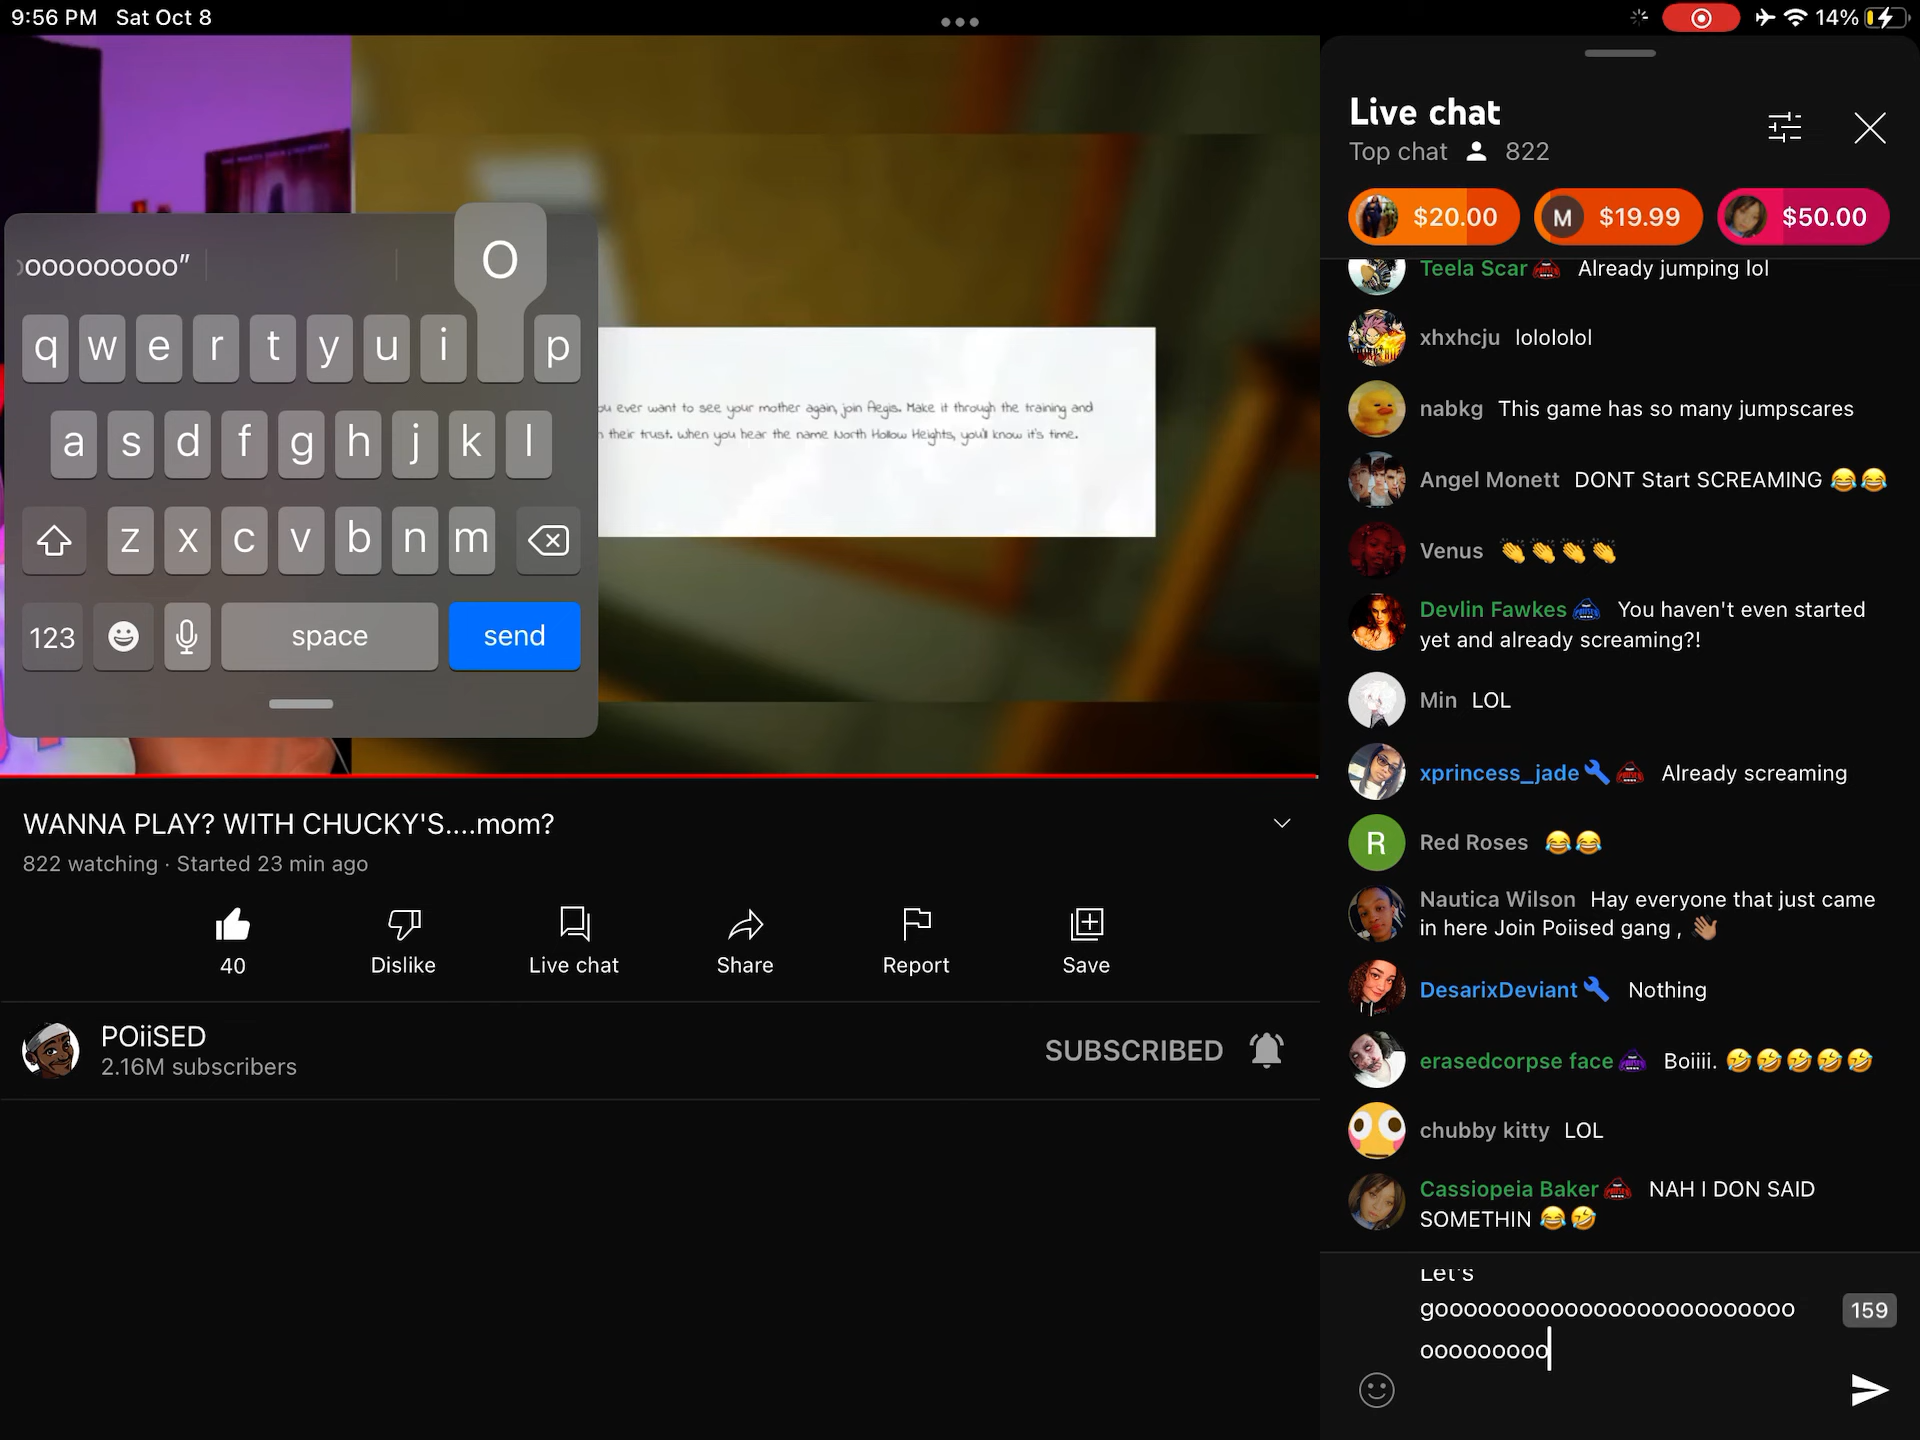 9:56 PM Sat Oct 8
14%
ooooooooo"
O
q w e r t y u i p
a s d f g h j k l
z x c v b n m
123 space send
ever want to see your mother again, join Aegis. Make it through the training and
their trust. When you hear the name North Hollow Heights, you'll know it's time.
WANNA PLAY? WITH CHUCKY'S....mom?
822 watching · Started 23 min ago
40 Dislike Live chat Share Report Save
POiiSED
2.16M subscribers
SUBSCRIBED
Live chat
Top chat 822
$20.00 M $19.99 $50.00
Teela Scar Already jumping lol
xhxhcju lolololol
nabkg This game has so many jumpscares
Angel Monett DONT Start SCREAMING 😂😂
Venus 👏👏👏👏
Devlin Fawkes You haven't even started
yet and already screaming?!
Min LOL
xprincess_jade Already screaming
R Red Roses 😂😂
Nautica Wilson Hay everyone that just came
in here Join Poiised gang , 👋🏽
DesarixDeviant Nothing
erasedcorpse face Boiiii. 🤣🤣🤣🤣🤣
chubby kitty LOL
Cassiopeia Baker NAH I DON SAID
SOMETHIN 😂🤣
Let's
gooooooooooooooooooooooooo
ooooooooo
159